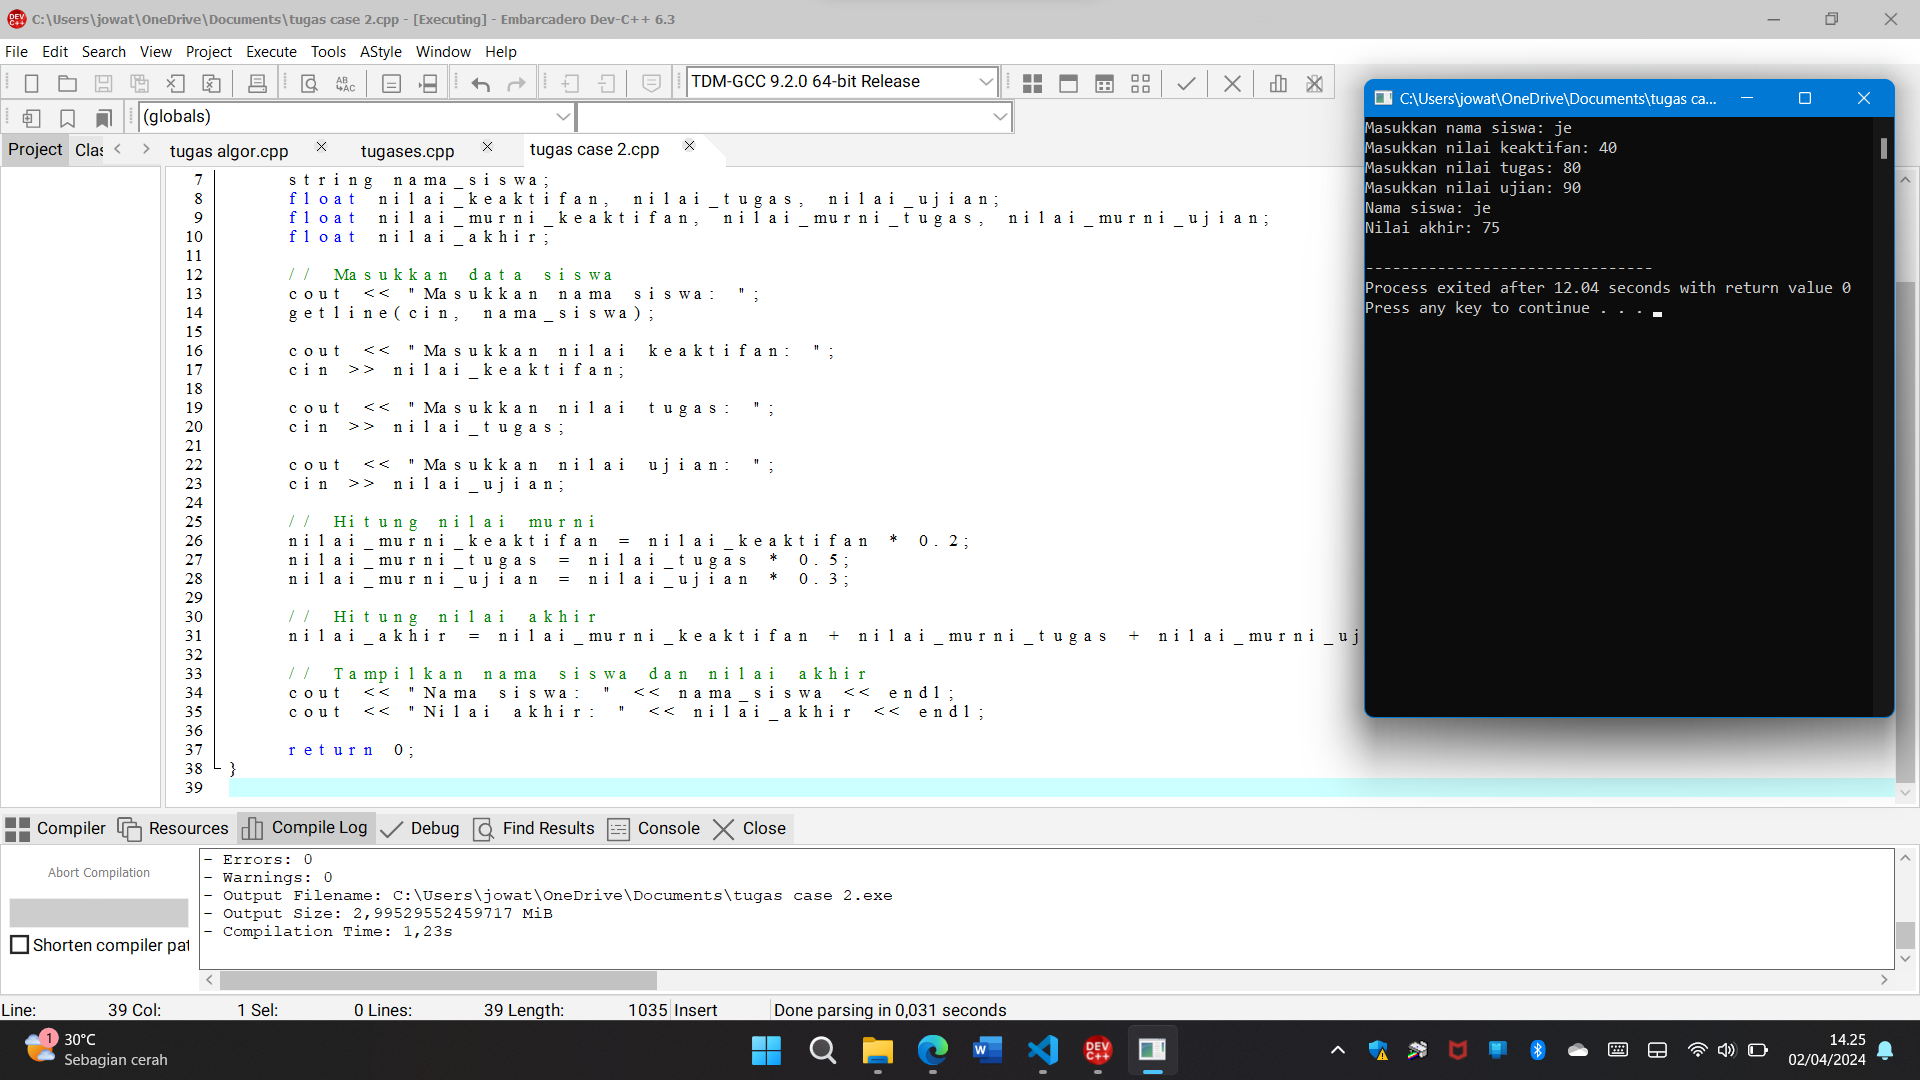 C:\Users\jowat\OneDrive\Documents\tugas case 2.cpp - [Executing] - Embarcadero Dev-C++ 6.3
File Edit Search View Project Execute Tools AStyle Window Help
TDM-GCC 9.2.0 64-bit Release
(globals)
Project Clas
tugas algor.cpp tugases.cpp tugas case 2.cpp
7 string nama_siswa;
8 float nilai_keaktifan, nilai_tugas, nilai_ujian;
9 float nilai_murni_keaktifan, nilai_murni_tugas, nilai_murni_ujian;
10 float nilai_akhir;
11
12 // Masukkan data siswa
13 cout << "Masukkan nama siswa: ";
14 getline(cin, nama_siswa);
15
16 cout << "Masukkan nilai keaktifan: ";
17 cin >> nilai_keaktifan;
18
19 cout << "Masukkan nilai tugas: ";
20 cin >> nilai_tugas;
21
22 cout << "Masukkan nilai ujian: ";
23 cin >> nilai_ujian;
24
25 // Hitung nilai murni
26 nilai_murni_keaktifan = nilai_keaktifan * 0.2;
27 nilai_murni_tugas = nilai_tugas * 0.5;
28 nilai_murni_ujian = nilai_ujian * 0.3;
29
30 // Hitung nilai akhir
31 nilai_akhir = nilai_murni_keaktifan + nilai_murni_tugas + nilai_murni_uj
32
33 // Tampilkan nama siswa dan nilai akhir
34 cout << "Nama siswa: " << nama_siswa << endl;
35 cout << "Nilai akhir: " << nilai_akhir << endl;
36
37 return 0;
38 }
39
C:\Users\jowat\OneDrive\Documents\tugas ca...
Masukkan nama siswa: je
Masukkan nilai keaktifan: 40
Masukkan nilai tugas: 80
Masukkan nilai ujian: 90
Nama siswa: je
Nilai akhir: 75
--------------------------------
Process exited after 12.04 seconds with return value 0
Press any key to continue . . .
Compiler Resources Compile Log Debug Find Results Console Close
Abort Compilation
Shorten compiler pat
- Errors: 0
- Warnings: 0
- Output Filename: C:\Users\jowat\OneDrive\Documents\tugas case 2.exe
- Output Size: 2,99529552459717 MiB
- Compilation Time: 1,23s
Line: 39 Col: 1 Sel: 0 Lines: 39 Length: 1035 Insert Done parsing in 0,031 seconds
1
30°C
Sebagian cerah
DEV C++
14.25
02/04/2024